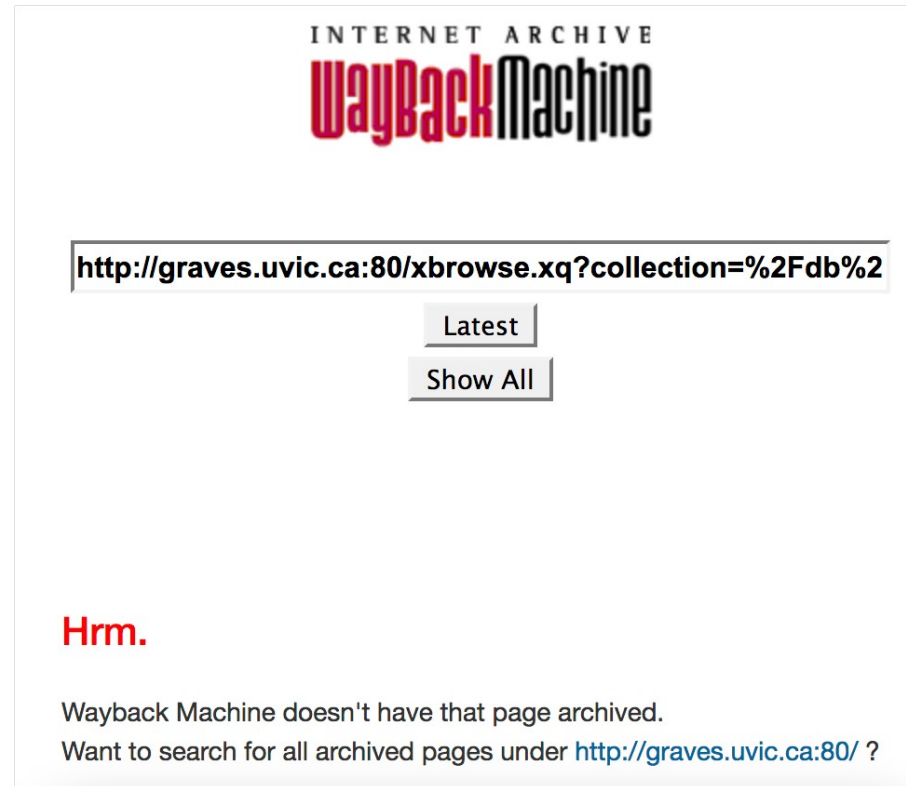 INTERNET ARCHIVE
WayBackMachine
http://graves.uvic.ca:80/xbrowse.xq?collection=%2Fdb%2
Latest
Show All
Hrm.
Wayback Machine doesn't have that page archived.
Want to search for all archived pages under http://graves.uvic.ca:80/ ?